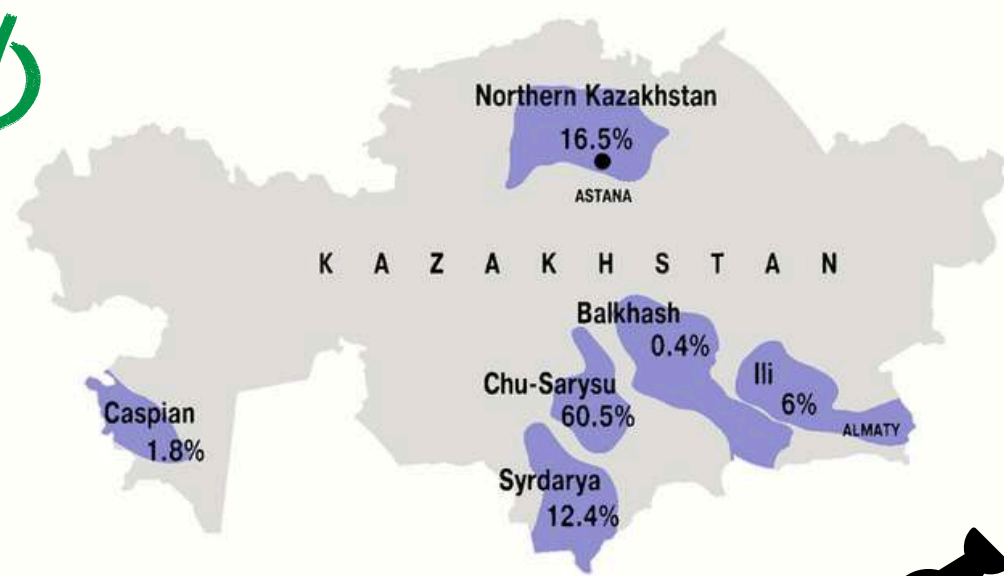 Northern Kazakhstan
16.5%
ASTANA
K A Z A K H S T A N
Balkhash
0.4%
Chu-Sarysu
60.5%
Ili
6%
ALMATY
Caspian
1.8%
Syrdarya
12.4%